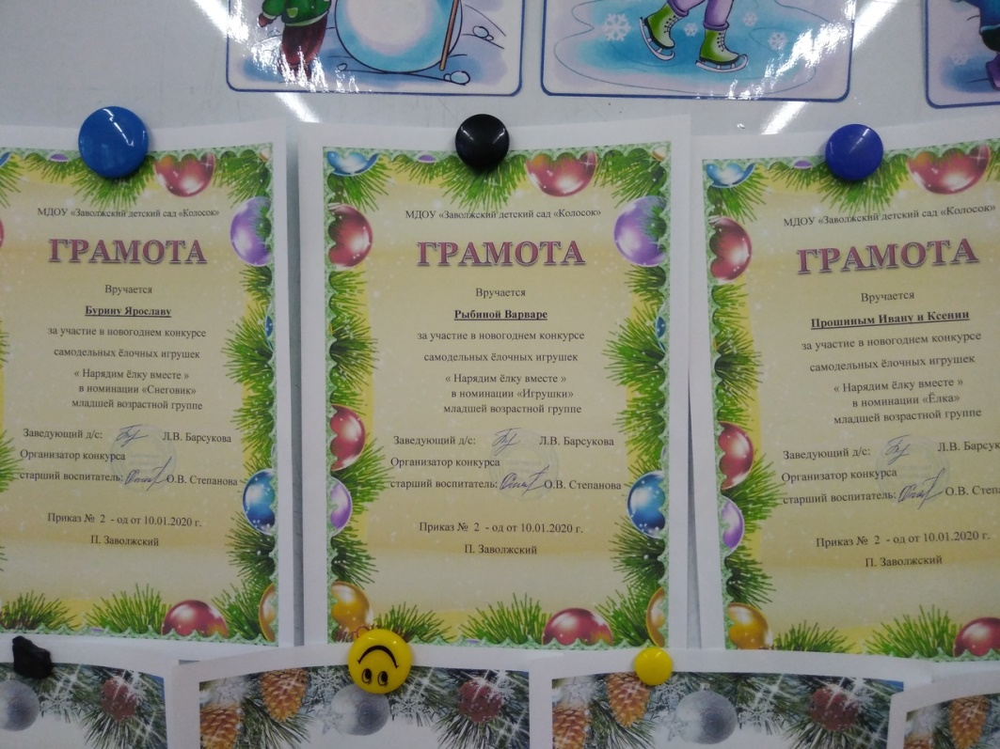 МДОУ «Заволжский детский сад «Колосок»
ГРАМОТА
Вручается
Бурину Ярославу
за участие в новогоднем конкурсе
самодельных ёлочных игрушек
« Нарядим ёлку вместе »
в номинации «Снеговик»
младшей возрастной группе
Заведующий д/с: Л.В. Барсукова
Организатор конкурса
старший воспитатель: О.В. Степанова
Приказ № 2 - од от 10.01.2020 г.
П. Заволжский
МДОУ «Заволжский детский сад «Колосок»
ГРАМОТА
Вручается
Рыбиной Варваре
за участие в новогоднем конкурсе
самодельных ёлочных игрушек
« Нарядим ёлку вместе »
в номинации «Игрушки»
младшей возрастной группе
Заведующий д/с: Л.В. Барсукова
Организатор конкурса
старший воспитатель: О.В. Степанова
Приказ № 2 - од от 10.01.2020 г.
П. Заволжский
МДОУ «Заволжский детский сад «Колосок»
ГРАМОТА
Вручается
Прошиным Ивану и Ксении
за участие в новогоднем конкурсе
самодельных ёлочных игрушек
« Нарядим ёлку вместе »
в номинации «Ёлка»
младшей возрастной группе
Заведующий д/с: Л.В. Барсук
Организатор конкурса
старший воспитатель: О.В. Степа
Приказ № 2 - од от 10.01.2020 г.
П. Заволжский